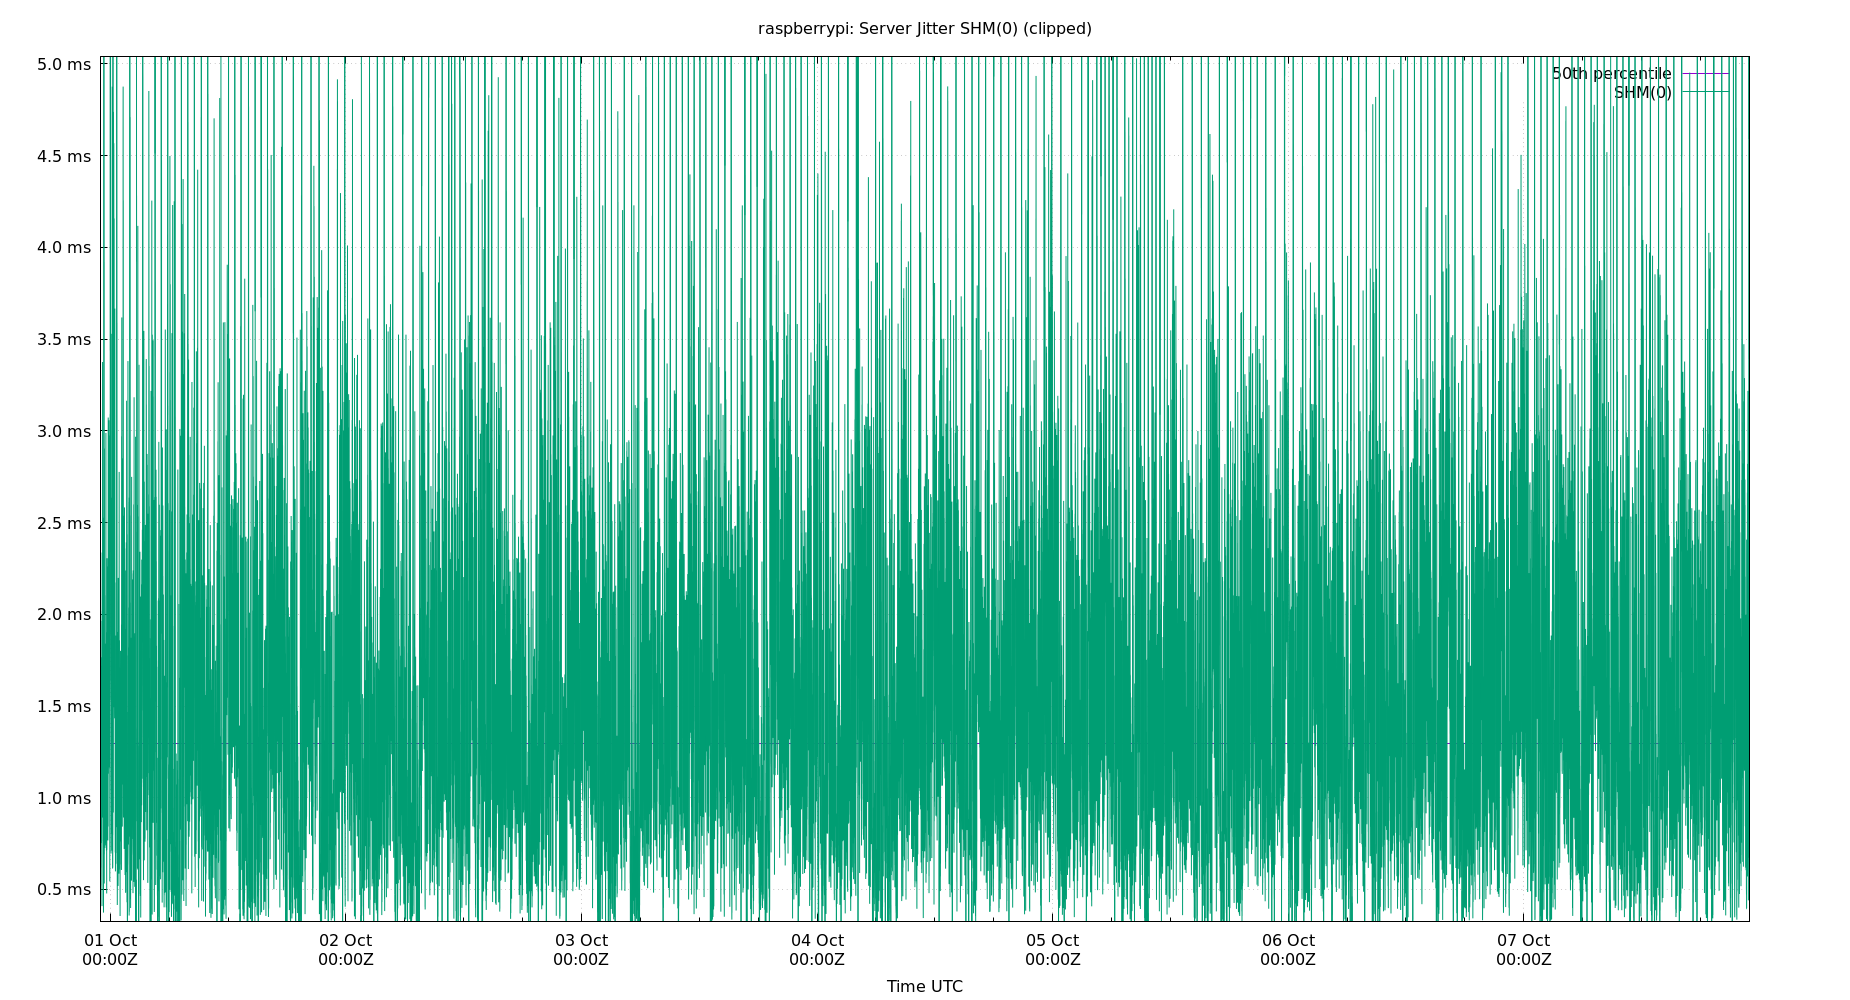 raspberrypi: Server Jitter SHM(0) (clipped)
50th percentile
SHM(0)
5.0 ms
4.5 ms
4.0 ms
3.5 ms
3.0 ms
2.5 ms
2.0 ms
1.5 ms
1.0 ms
0.5 ms
01 Oct 02 Oct 03 Oct 04 Oct 05 Oct 06 Oct 07 Oct
00:00Z 00:00Z 00:00Z 00:00Z 00:00Z 00:00Z 00:00Z
Time UTC